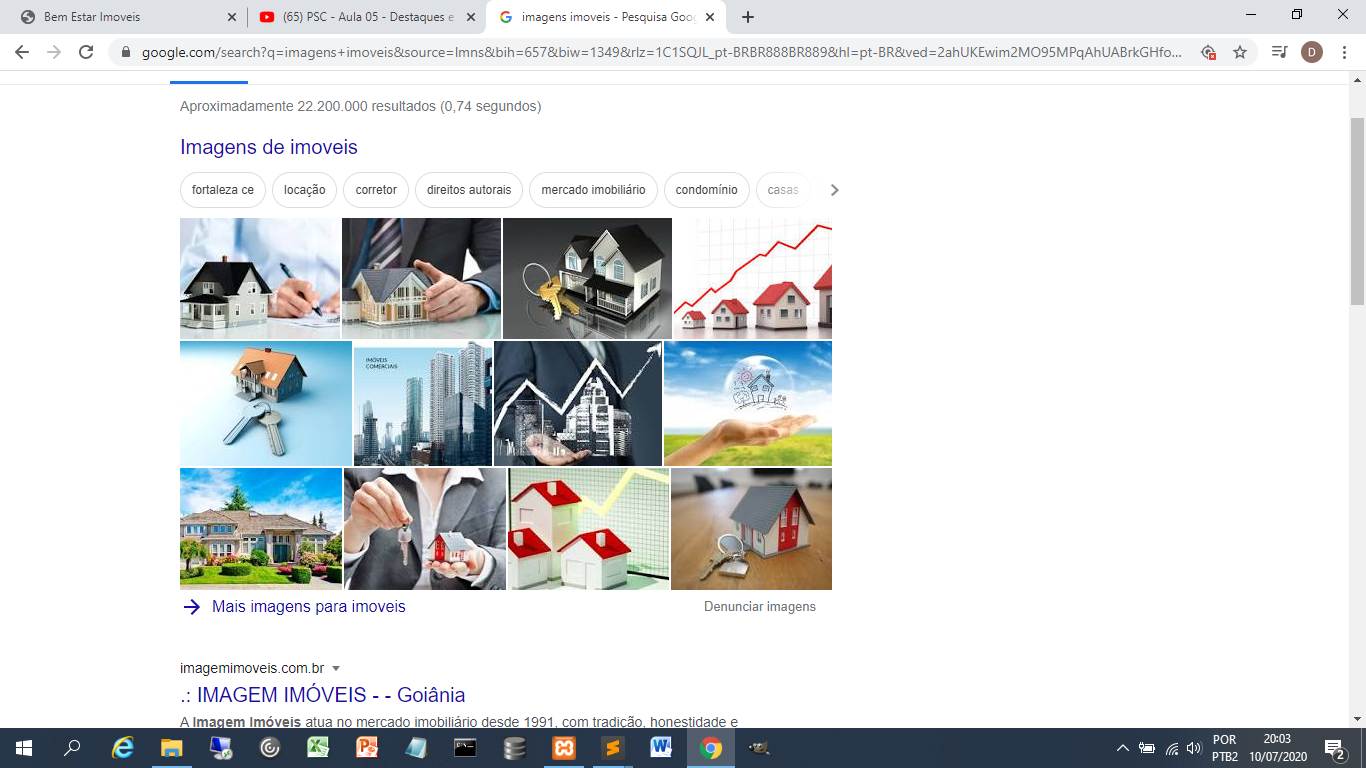 Bem Estar Imoveis
(65) PSC - Aula 05 - Destaques e
imagens imoveis - Pesquisa Goog
google.com/search?q=imagens+imoveis&source=lmns&bih=657&biw=1349&rlz=1C1SQJL_pt-BRBR888BR889&hl=pt-BR&ved=2ahUKEwim2MO95MPqAhUABrkGHfo...
D
Aproximadamente 22.200.000 resultados (0,74 segundos)
Imagens de imoveis
fortaleza ce
locação
corretor
direitos autorais
mercado imobiliário
condomínio
casas
IMÓVEIS
COMERCIAIS
Mais imagens para imoveis
Denunciar imagens
imagemimoveis.com.br
.: IMAGEM IMÓVEIS - - Goiânia
A Imagem Imóveis atua no mercado imobiliário desde 1991, com tradição, honestidade e
POR
PTB2
20:03
10/07/2020
2